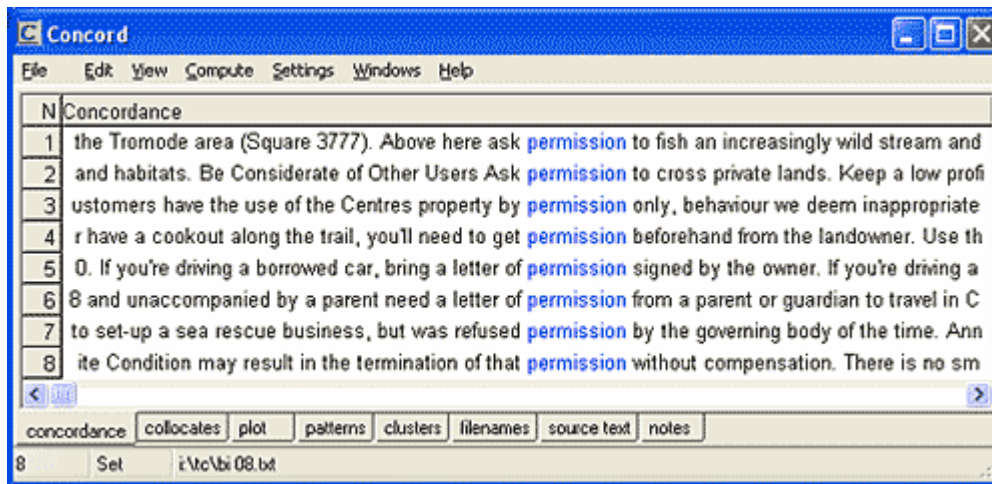 Concord
File Edit View Compute Settings Windows Help
N Concordance
1 the Tromode area (Square 3777). Above here ask permission to fish an increasingly wild stream and
2 and habitats. Be Considerate of Other Users Ask permission to cross private lands. Keep a low profi
3 ustomers have the use of the Centres property by permission only, behaviour we deem inappropriate
4 r have a cookout along the trail, you'll need to get permission beforehand from the landowner. Use th
5 0. If you're driving a borrowed car, bring a letter of permission signed by the owner. If you're driving a
6 8 and unaccompanied by a parent need a letter of permission from a parent or guardian to travel in C
7 to set-up a sea rescue business, but was refused permission by the governing body of the time. Ann
8 ite Condition may result in the termination of that permission without compensation. There is no sm
concordance collocates plot patterns clusters filenames source text notes
8 Set i:\tc\bi 08.txt